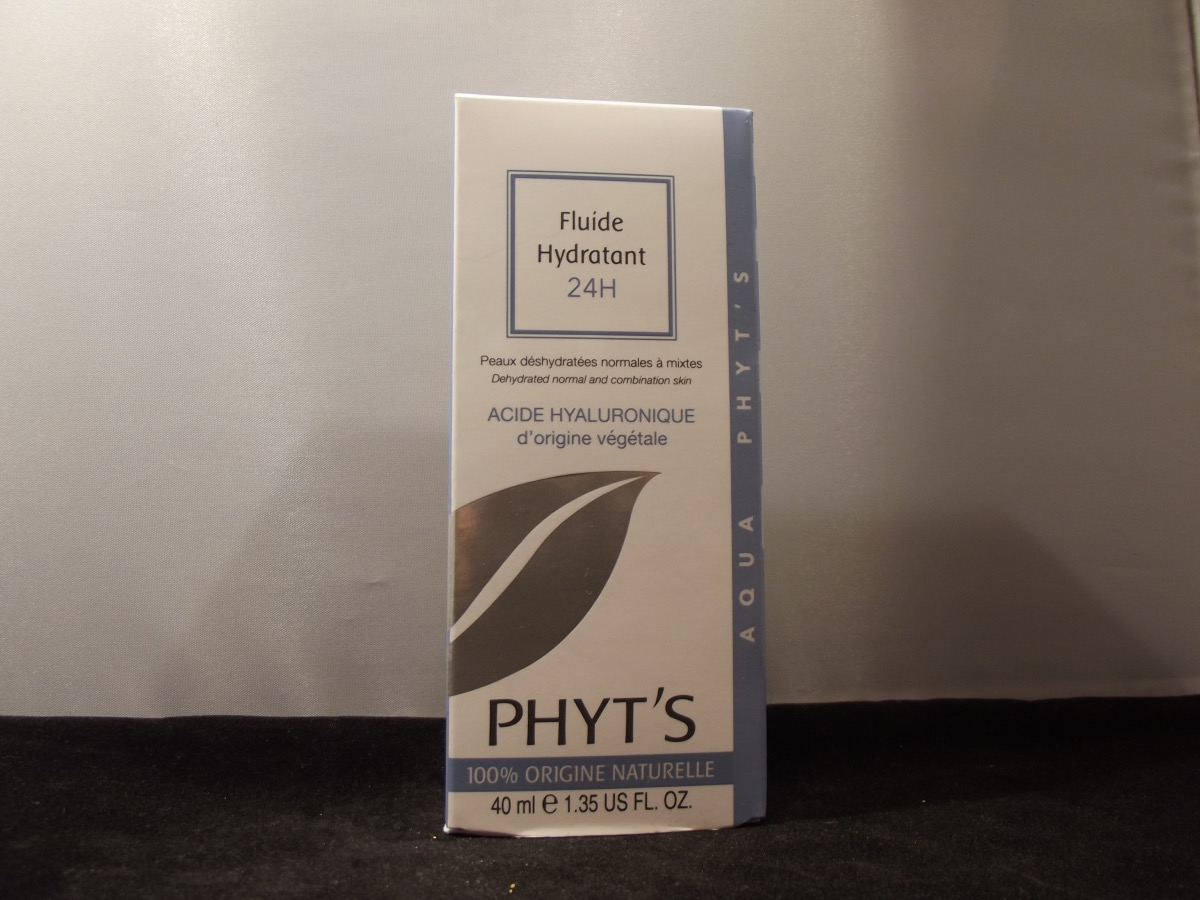 Fluide
Hydratant
24H
Peaux déshydratées normales à mixtes
Dehydrated normal and combination skin
ACIDE HYALURONIQUE
d'origine végétale
PHYT'S
100% ORIGINE NATURELLE
40 ml e 1.35 US FL. OZ.
AQUA PHYT'S